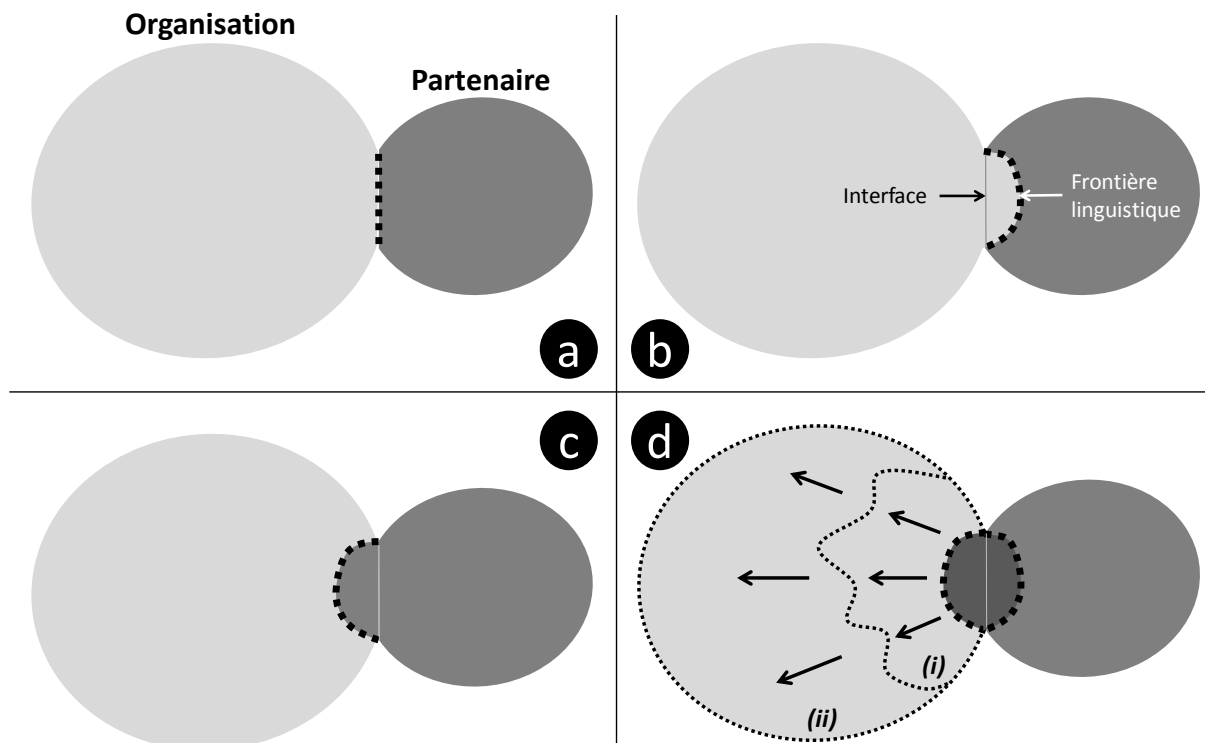 Organisation
Partenaire
Interface
Frontière
linguistique
a
b
c
d
(i)
(ii)